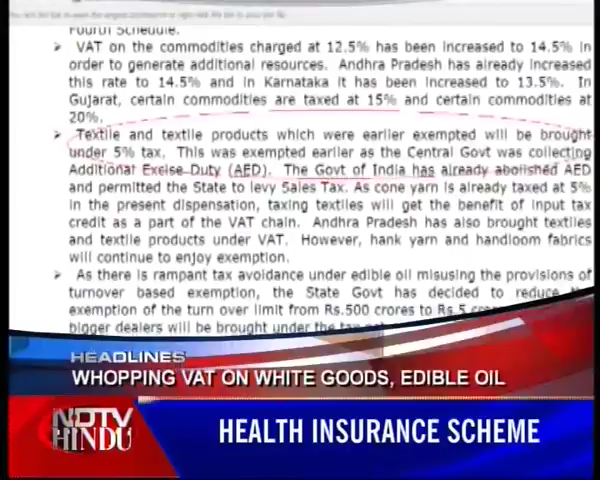 Fourth Schedule.
➢ VAT on the commodities charged at 12.5% has been increased to 14.5% in
order to generate additional resources. Andhra Pradesh has already increased
this rate to 14.5% and in Karnataka it has been increased to 13.5%. In
Gujarat, certain commodities are taxed at 15% and certain commodities at
20%.
➢ Textile and textile products which were earlier exempted will be brought
under 5% tax. This was exempted earlier as the Central Govt was collecting
Additional Excise Duty (AED). The Govt of India has already abolished AED
and permitted the State to levy Sales Tax. As cone yarn is already taxed at 5%
in the present dispensation, taxing textiles will get the benefit of input tax
credit as a part of the VAT chain. Andhra Pradesh has also brought textiles
and textile products under VAT. However, hank yarn and handloom fabrics
will continue to enjoy exemption.
➢ As there is rampant tax avoidance under edible oil misusing the provisions of
turnover based exemption, the State Govt has decided to reduce the
exemption of the turn over limit from Rs.500 crores to Rs.5
bigger dealers will be brought under the tax
HEADLINES
WHOPPING VAT ON WHITE GOODS, EDIBLE OIL
NDTV
HINDU
HEALTH INSURANCE SCHEME